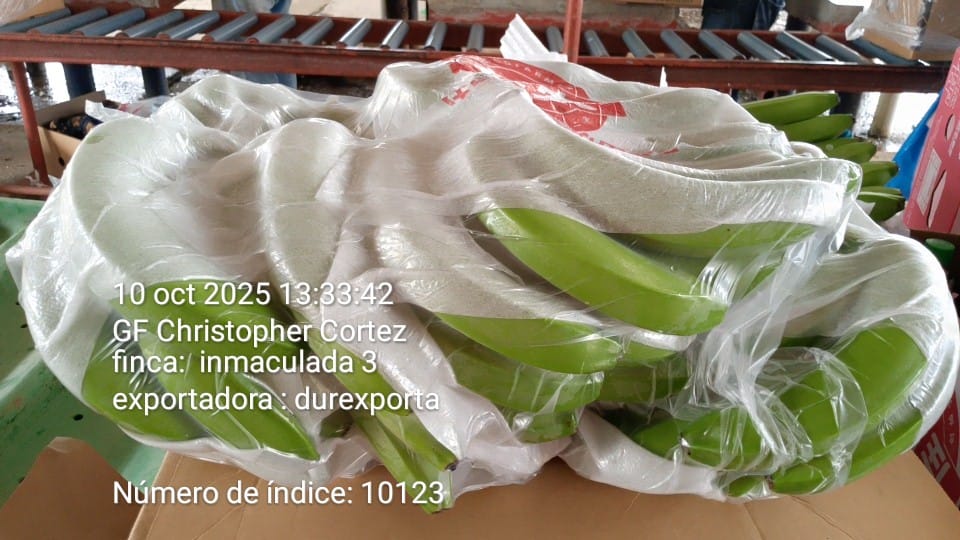 10 oct 2025 13:33:42
GF Christopher Cortez
finca: inmaculada 3
exportadora : durexporta
Número de índice: 10123